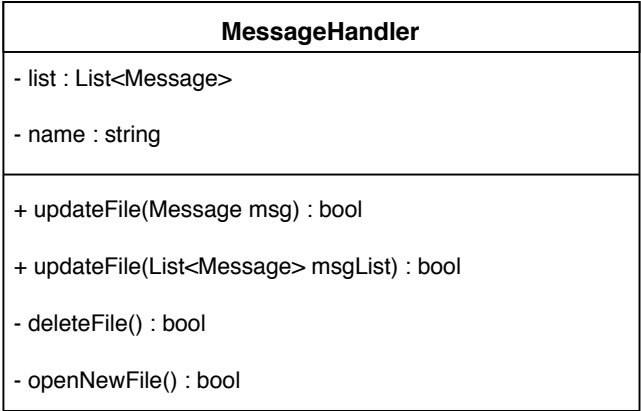 MessageHandler
- list : List<Message>
- name : string
+ updateFile(Message msg) : bool
+ updateFile(List<Message> msgList) : bool
- deleteFile() : bool
- openNewFile() : bool